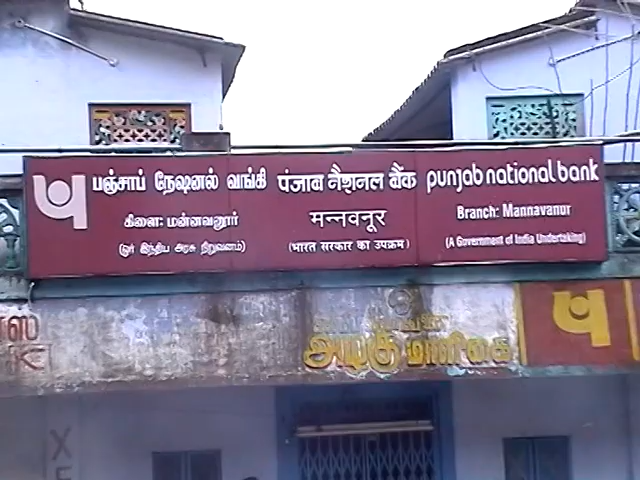 பஞ்சாப் நேஷனல் வங்கி
கிளை: மன்னவனூர்
(ஓர் இந்திய அரசு நிறுவனம்)
पंजाब नैशनल बैंक
मन्नवनूर
(भारत सरकार का उपक्रम)
punjab national bank
Branch: Mannavanur
(A Government of India Undertaking)
மாளிகை